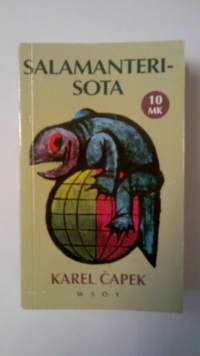 SALAMANTERI-
SOTA
10
MK
KAREL ČAPEK
WSOY